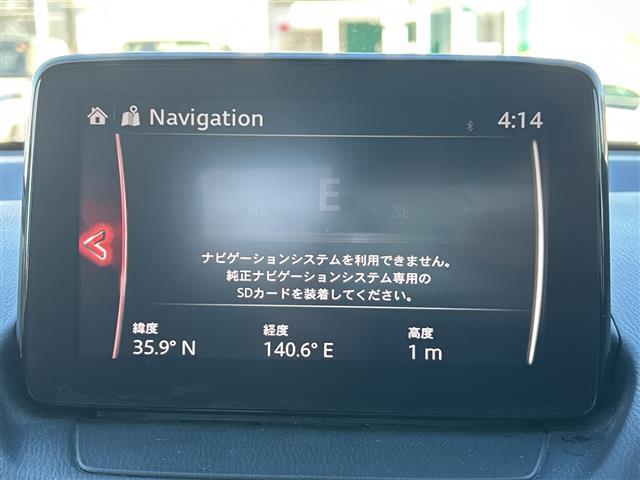 Navigation
4:14
E
NE
SE
ナビゲーションシステムを利用できません。
純正ナビゲーションシステム専用の
SDカードを装着してください。
緯度 経度 高度
35.9° N 140.6° E 1 m